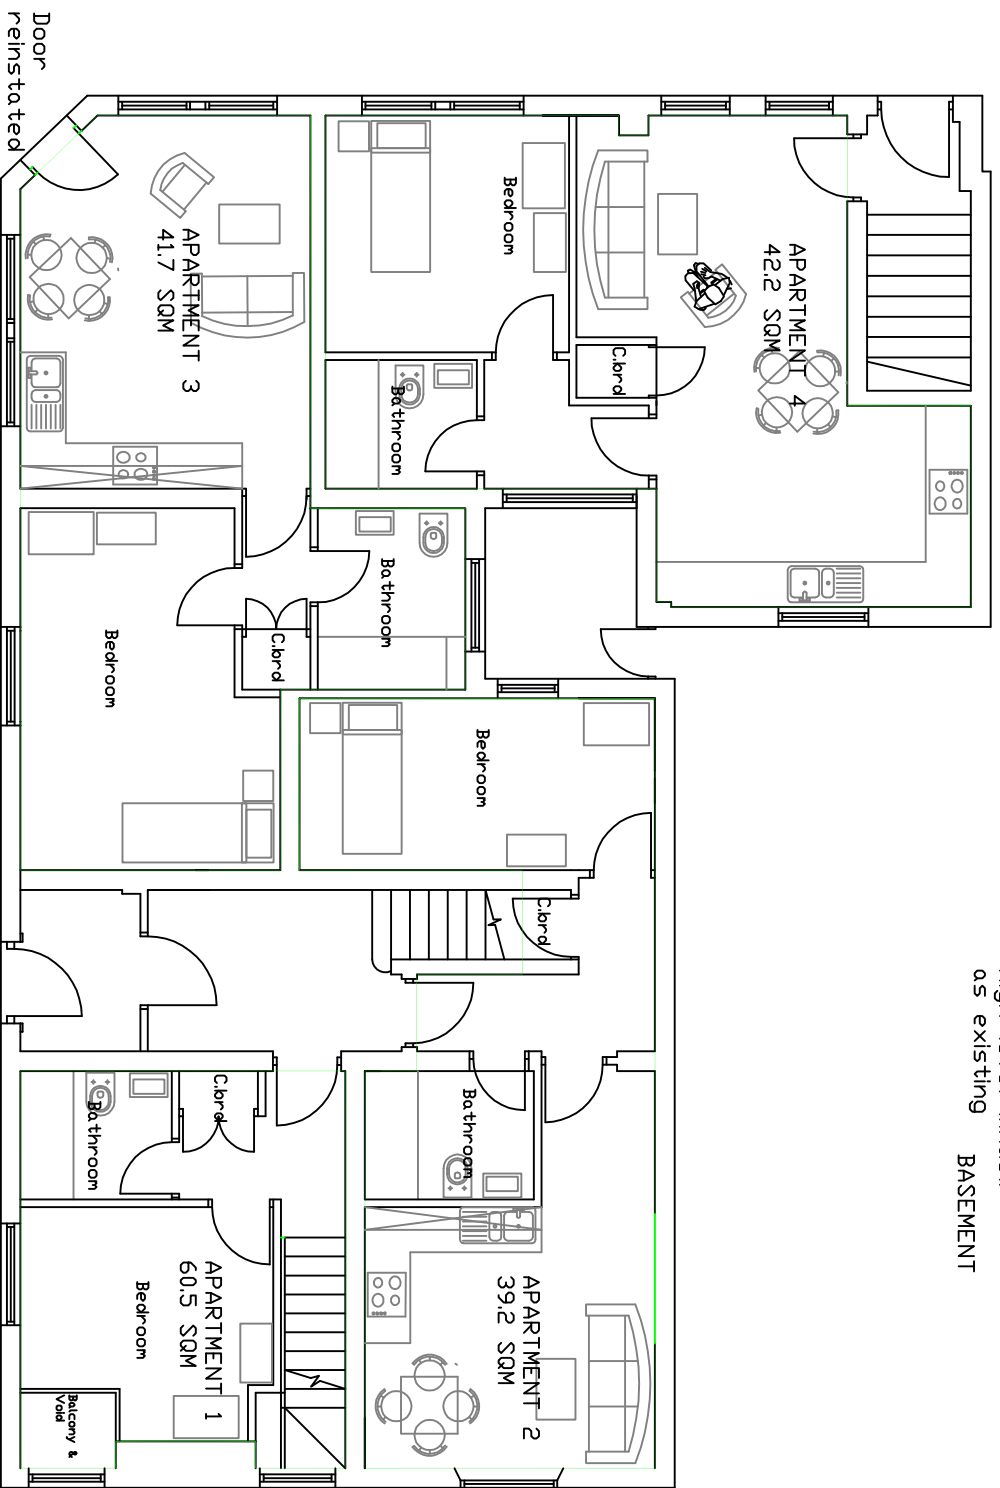 Door
reinstated
Bedroom
APARTMENT 4
42.2 SQM
APARTMENT 3
41.7 SQM
C.brd
Bathroom
Bathroom
Bedroom
C.brd
Bedroom
C.brd
as existing
BASEMENT
C.brd
Bathroom
Bathroom
APARTMENT 1
60.5 SQM
Bedroom
APARTMENT 2
39.2 SQM
Balcony &
Void